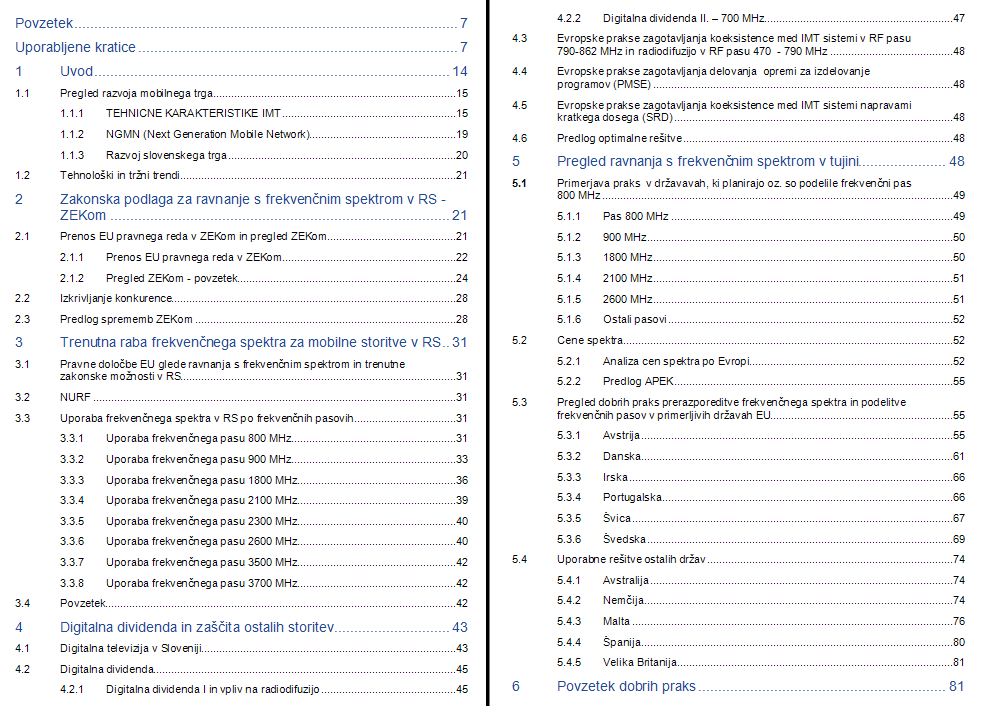 Povzetek 7
Uporabljene kratice 7
1 Uvod 14
1.1 Pregled razvoja mobilnega trga 15
1.1.1 TEHNICNE KARAKTERISTIKE IMT 15
1.1.2 NGMN (Next Generation Mobile Network) 19
1.1.3 Razvoj slovenskega trga 20
1.2 Tehnološki in tržni trendi 21
2 Zakonska podlaga za ravnanje s frekvenčnim spektrom v RS -
ZEKom 21
2.1 Prenos EU pravnega reda v ZEKom in pregled ZEKom 21
2.1.1 Prenos EU pravnega reda v ZEKom 22
2.1.2 Pregled ZEKom - povzetek 24
2.2 Izkrivljanje konkurence 28
2.3 Predlog sprememb ZEKom 28
3 Trenutna raba frekvenčnega spektra za mobilne storitve v RS 31
3.1 Pravne določbe EU glede ravnanja s frekvenčnim spektrom in trenutne
zakonske možnosti v RS 31
3.2 NURF 31
3.3 Uporaba frekvenčnega spektra v RS po frekvenčnih pasovih 31
3.3.1 Uporaba frekvenčnega pasu 800 MHz 31
3.3.2 Uporaba frekvenčnega pasu 900 MHz 33
3.3.3 Uporaba frekvenčnega pasu 1800 MHz 36
3.3.4 Uporaba frekvenčnega pasu 2100 MHz 39
3.3.5 Uporaba frekvenčnega pasu 2300 MHz 40
3.3.6 Uporaba frekvenčnega pasu 2600 MHz 40
3.3.7 Uporaba frekvenčnega pasu 3500 MHz 42
3.3.8 Uporaba frekvenčnega pasu 3700 MHz 42
3.4 Povzetek 42
4 Digitalna dividenda in zaščita ostalih storitev 43
4.1 Digitalna televizija v Sloveniji 43
4.2 Digitalna dividenda 45
4.2.1 Digitalna dividenda I in vpliv na radiodifuzijo 45
4.2.2 Digitalna dividenda II. – 700 MHz 47
4.3 Evropske prakse zagotavljanja koeksistence med IMT sistemi v RF pasu
790-862 MHz in radiodifuzijo v RF pasu 470 - 790 MHz 48
4.4 Evropske prakse zagotavljanja delovanja opremi za izdelovanje
programov (PMSE) 48
4.5 Evropske prakse zagotavljanja koeksistence med IMT sistemi napravami
kratkega dosega (SRD) 48
4.6 Predlog optimalne rešitve 48
5 Pregled ravnanja s frekvenčnim spektrom v tujini 48
5.1 Primerjava praks v državavah, ki planirajo oz. so podelile frekvenčni pas
800 MHz 49
5.1.1 Pas 800 MHz 49
5.1.2 900 MHz 50
5.1.3 1800 MHz 50
5.1.4 2100 MHz 51
5.1.5 2600 MHz 51
5.1.6 Ostali pasovi 52
5.2 Cene spektra 52
5.2.1 Analiza cen spektra po Evropi 52
5.2.2 Predlog APEK 55
5.3 Pregled dobrih praks prerazporeditve frekvenčnega spektra in podelitve
frekvenčnih pasov v primerljivih državah EU 55
5.3.1 Avstrija 55
5.3.2 Danska 61
5.3.3 Irska 66
5.3.4 Portugalska 66
5.3.5 Švica 67
5.3.6 Švedska 69
5.4 Uporabne rešitve ostalih držav 74
5.4.1 Avstralija 74
5.4.2 Nemčija 74
5.4.3 Malta 76
5.4.4 Španija 80
5.4.5 Velika Britanija 81
6 Povzetek dobrih praks 81